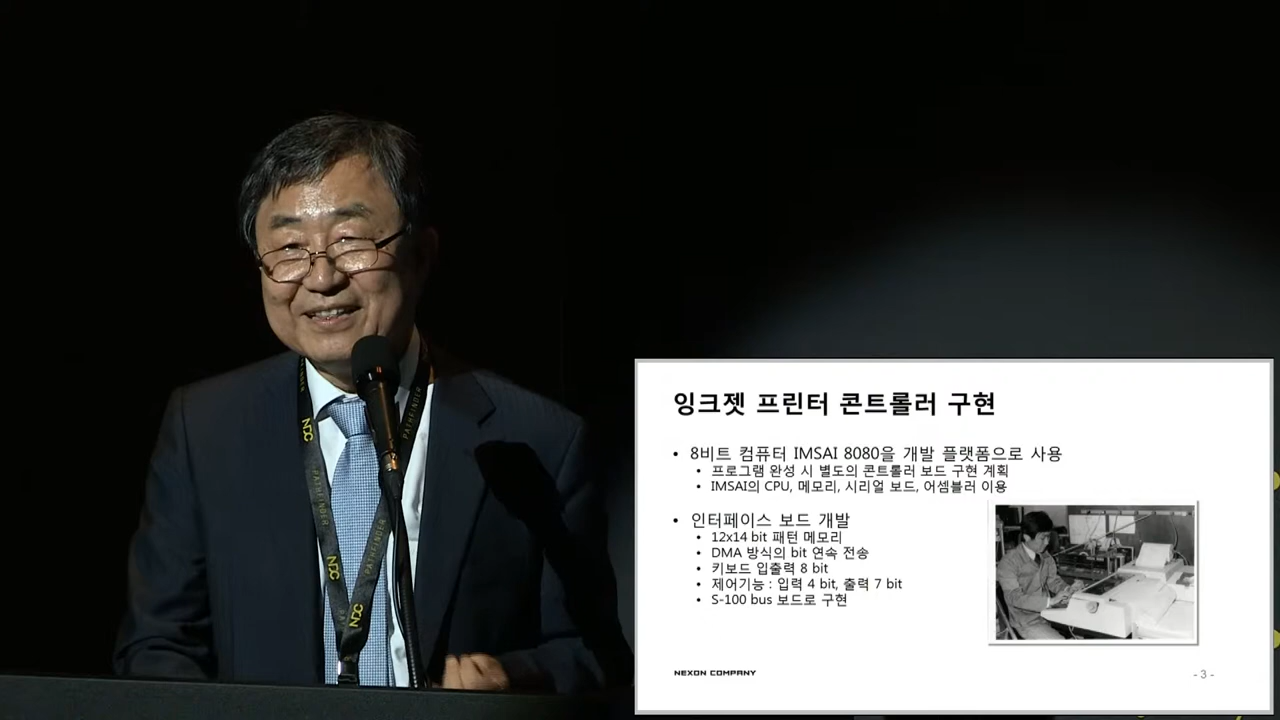 잉크젯 프린터 콘트롤러 구현
• 8비트 컴퓨터 IMSAI 8080을 개발 플랫폼으로 사용
• 프로그램 완성 시 별도의 콘트롤러 보드 구현 계획
• IMSAI의 CPU, 메모리, 시리얼 보드, 어셈블러 이용
• 인터페이스 보드 개발
• 12x14 bit 패턴 메모리
• DMA 방식의 bit 연속 전송
• 키보드 입출력 8 bit
• 제어기능 : 입력 4 bit, 출력 7 bit
• S-100 bus 보드로 구현
NEXON COMPANY
- 3 -
NDC
PATHFINDER
PATHFINDER
NDC
NDC